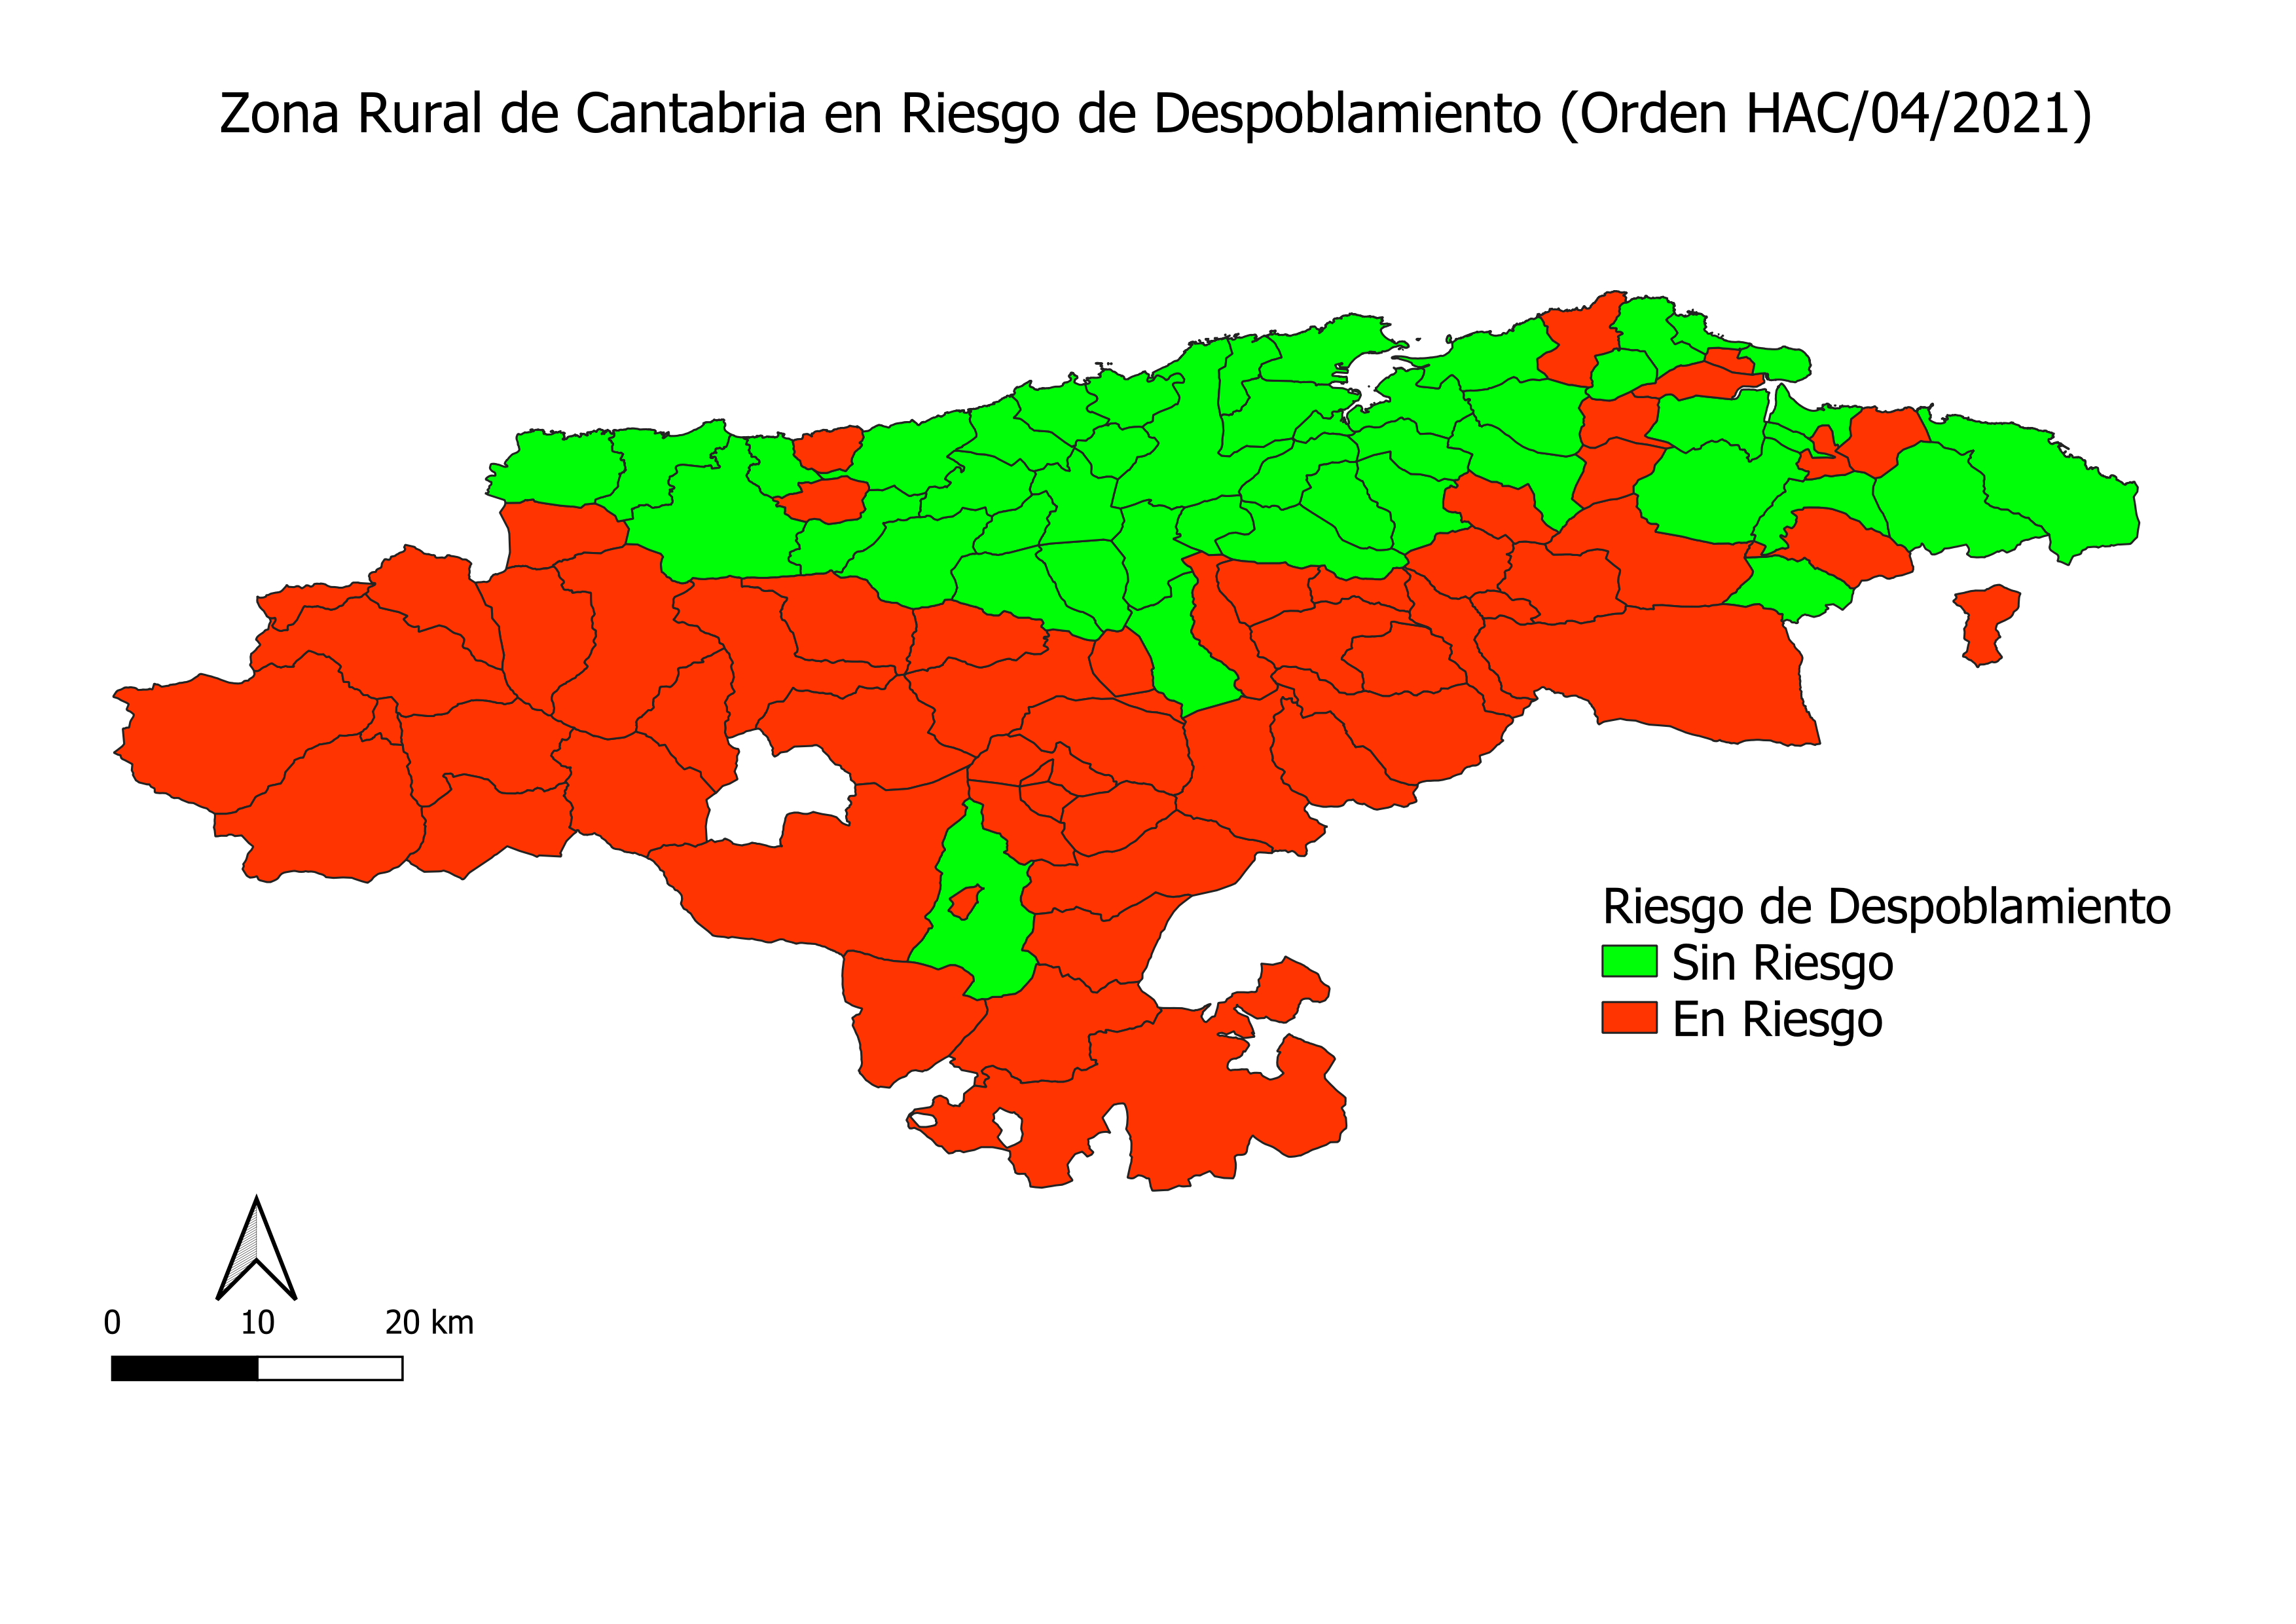 Zona Rural de Cantabria en Riesgo de Despoblamiento (Orden HAC/04/2021)
Riesgo de Despoblamiento
Sin Riesgo
En Riesgo
0 10 20 km